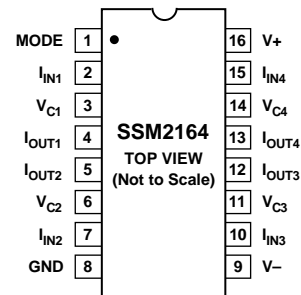 MODE 1 16 V+
IIN1 2 15 IIN4
VC1 3 14 VC4
IOUT1 4 SSM2164 13 IOUT4
IOUT2 5 TOP VIEW 12 IOUT3
(Not to Scale)
VC2 6 11 VC3
IIN2 7 10 IIN3
GND 8 9 V–